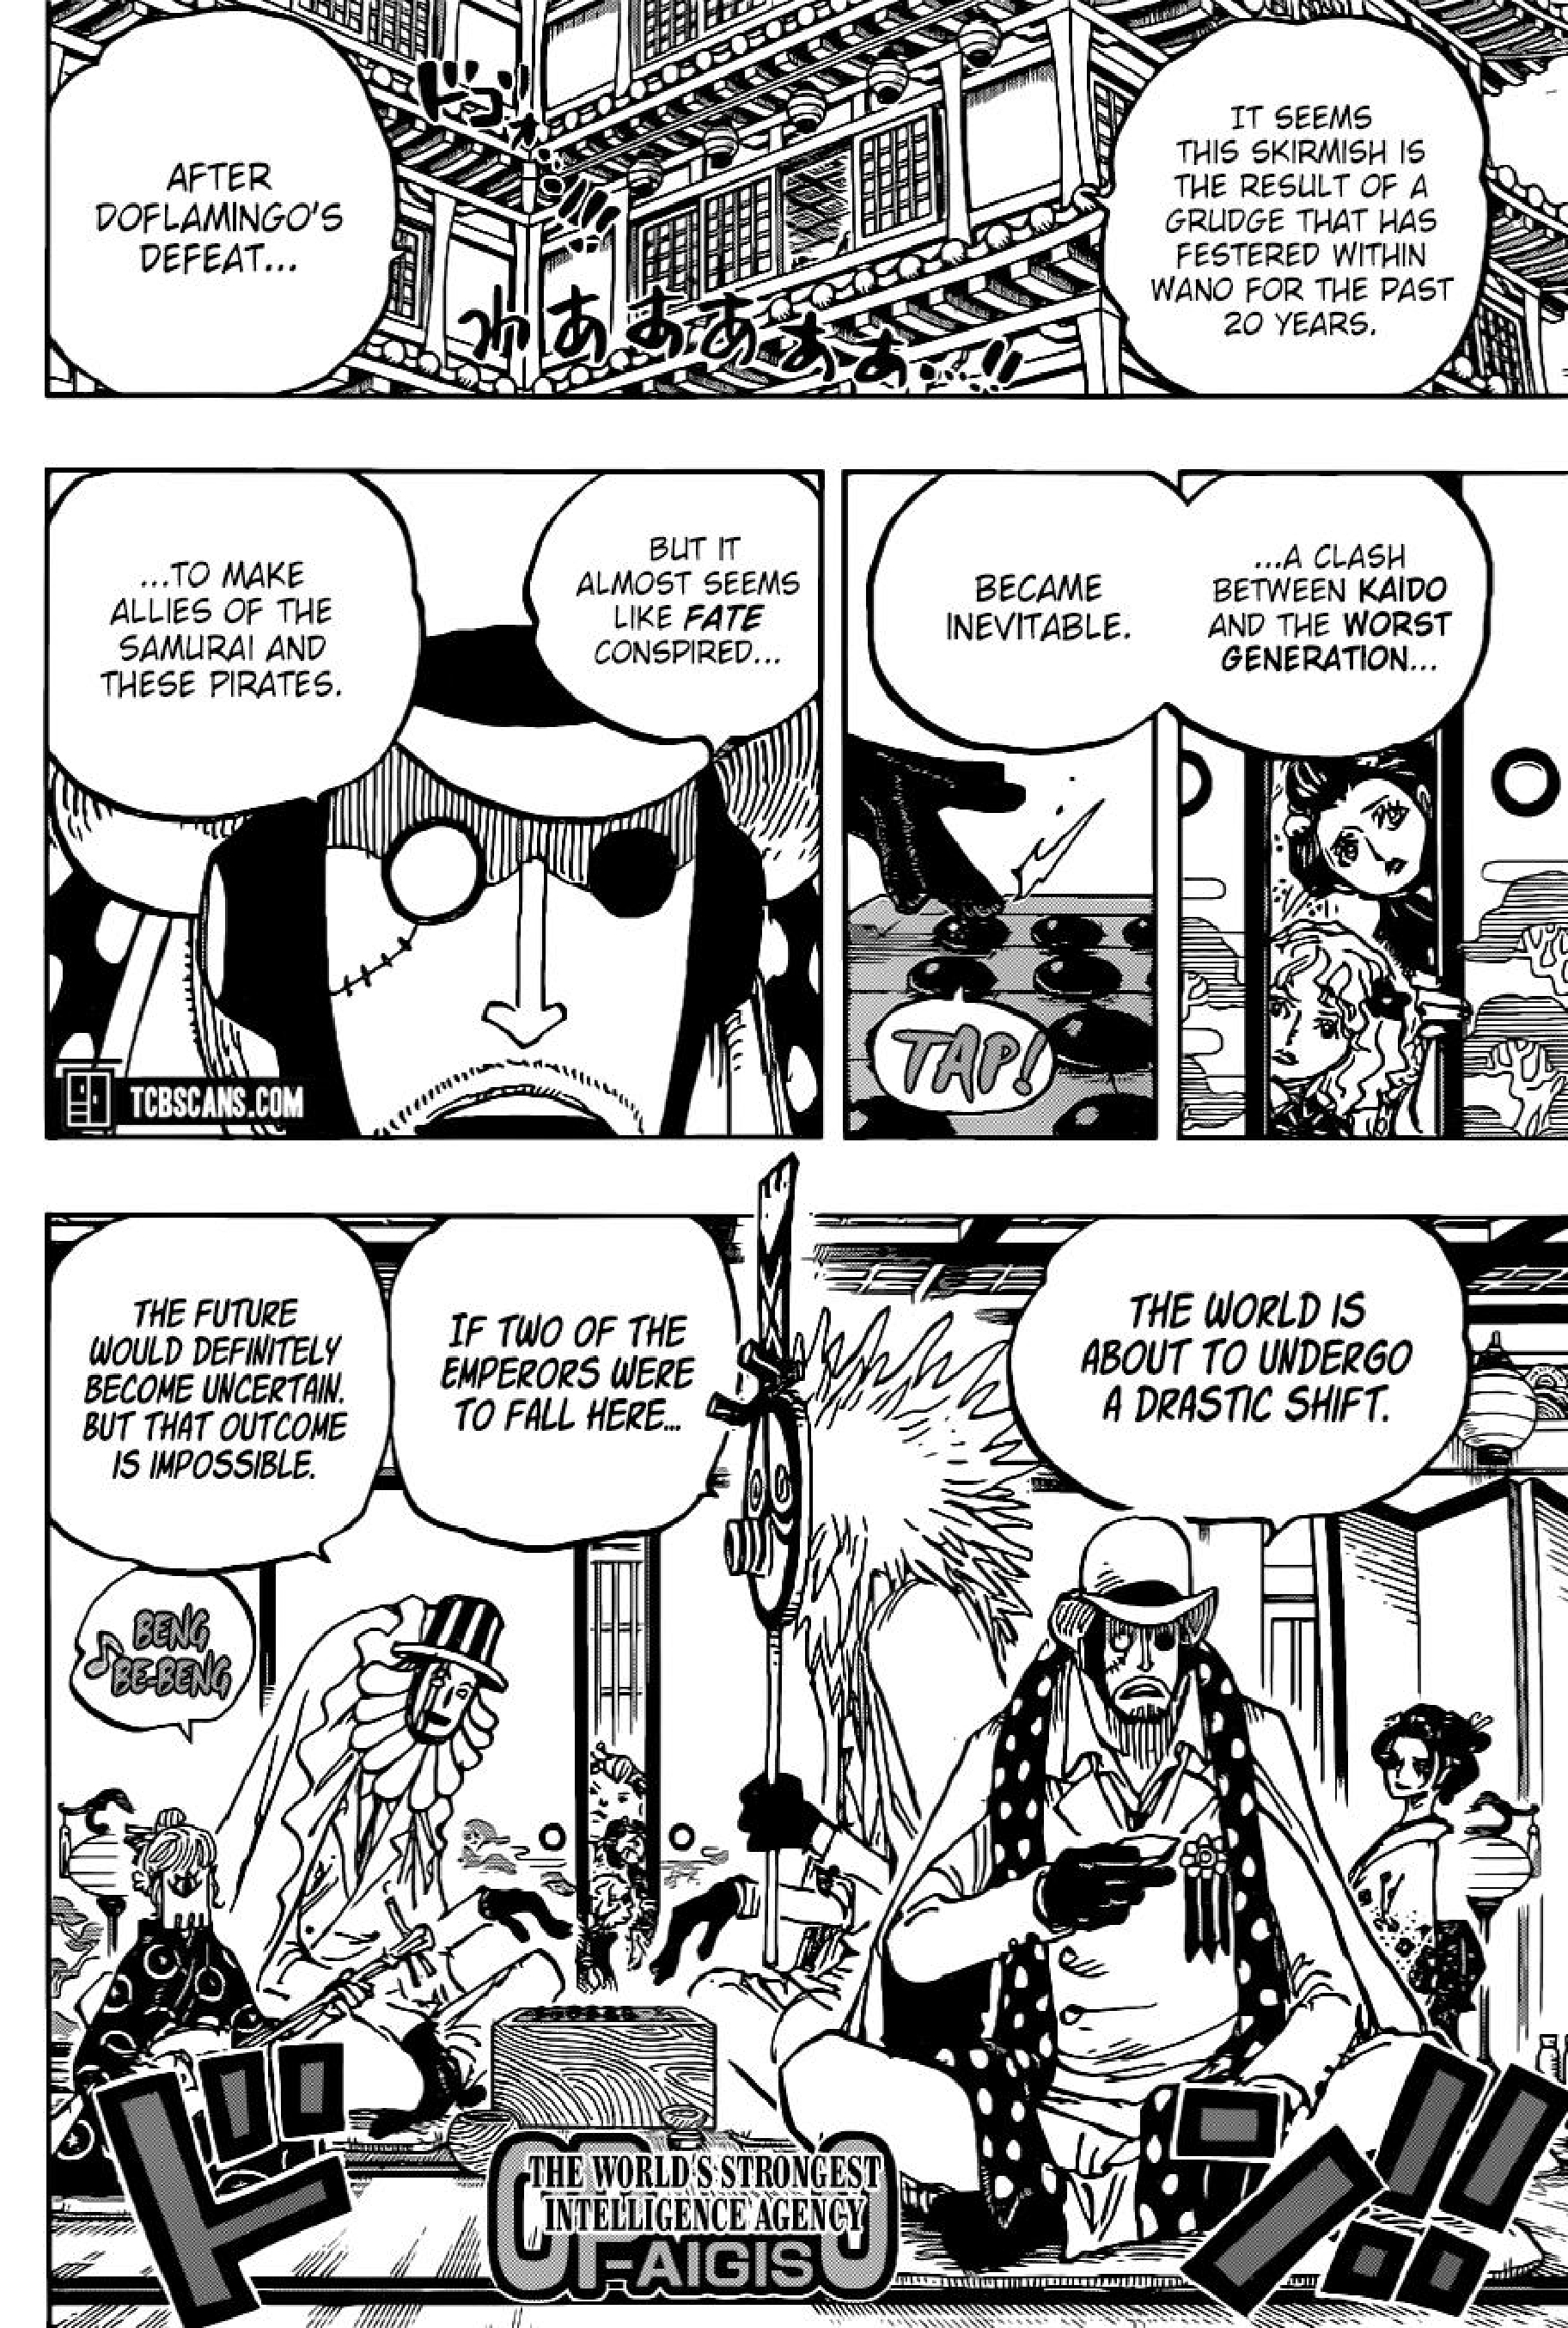 IT SEEMS
THIS SKIRMISH IS
THE RESULT OF A
GRUDGE THAT HAS
FESTERED WITHIN
WANO FOR THE PAST
20 YEARS.
ドゴォ
わあああああ…!!
AFTER
DOFLAMINGO'S
DEFEAT...
...A CLASH
BETWEEN KAIDO
AND THE WORST
GENERATION...
BECAME
INEVITABLE.
TAP!
BUT IT
ALMOST SEEMS
LIKE FATE
CONSPIRED...
...TO MAKE
ALLIES OF THE
SAMURAI AND
THESE PIRATES.
TCBSCANS.COM
THE WORLD IS
ABOUT TO UNDERGO
A DRASTIC SHIFT.
IF TWO OF THE
EMPERORS WERE
TO FALL HERE...
THE FUTURE
WOULD DEFINITELY
BECOME UNCERTAIN.
BUT THAT OUTCOME
IS IMPOSSIBLE.
♪ BENG
BE-BENG
THE WORLD'S STRONGEST
INTELLIGENCE AGENCY
CP-AIGIS 0
ドン!!